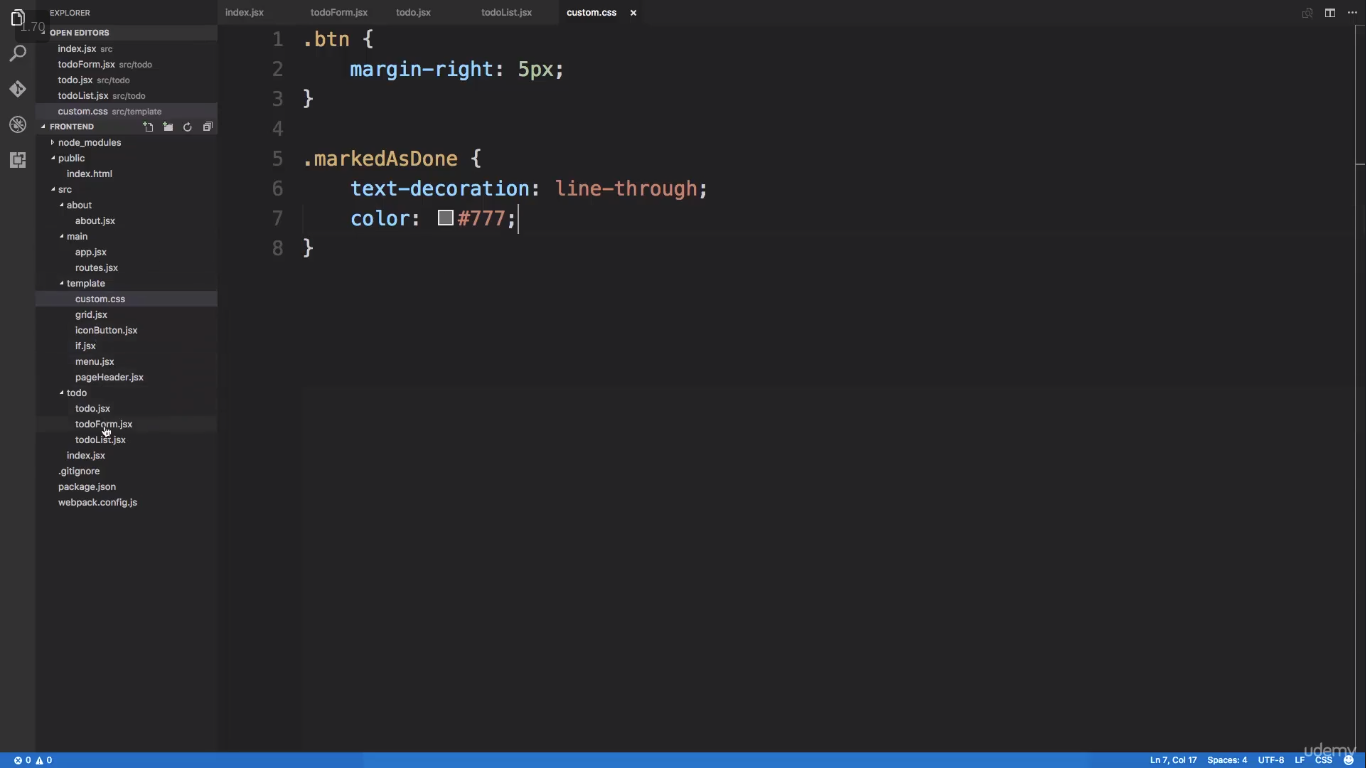 EXPLORER
1.70
OPEN EDITORS
index.jsx src
todoForm.jsx src/todo
todo.jsx src/todo
todoList.jsx src/todo
custom.css src/template
FRONTEND
node_modules
public
index.html
src
about
about.jsx
main
app.jsx
routes.jsx
template
custom.css
grid.jsx
iconButton.jsx
if.jsx
menu.jsx
pageHeader.jsx
todo
todo.jsx
todoForm.jsx
todoList.jsx
index.jsx
.gitignore
package.json
webpack.config.js
index.jsx todoForm.jsx todo.jsx todoList.jsx custom.css
1 .btn {
2 margin-right: 5px;
3 }
4
5 .markedAsDone {
6 text-decoration: line-through;
7 color: #777;
8 }
0 0 Ln 7, Col 17 Spaces: 4 UTF-8 LF CSS
udemy